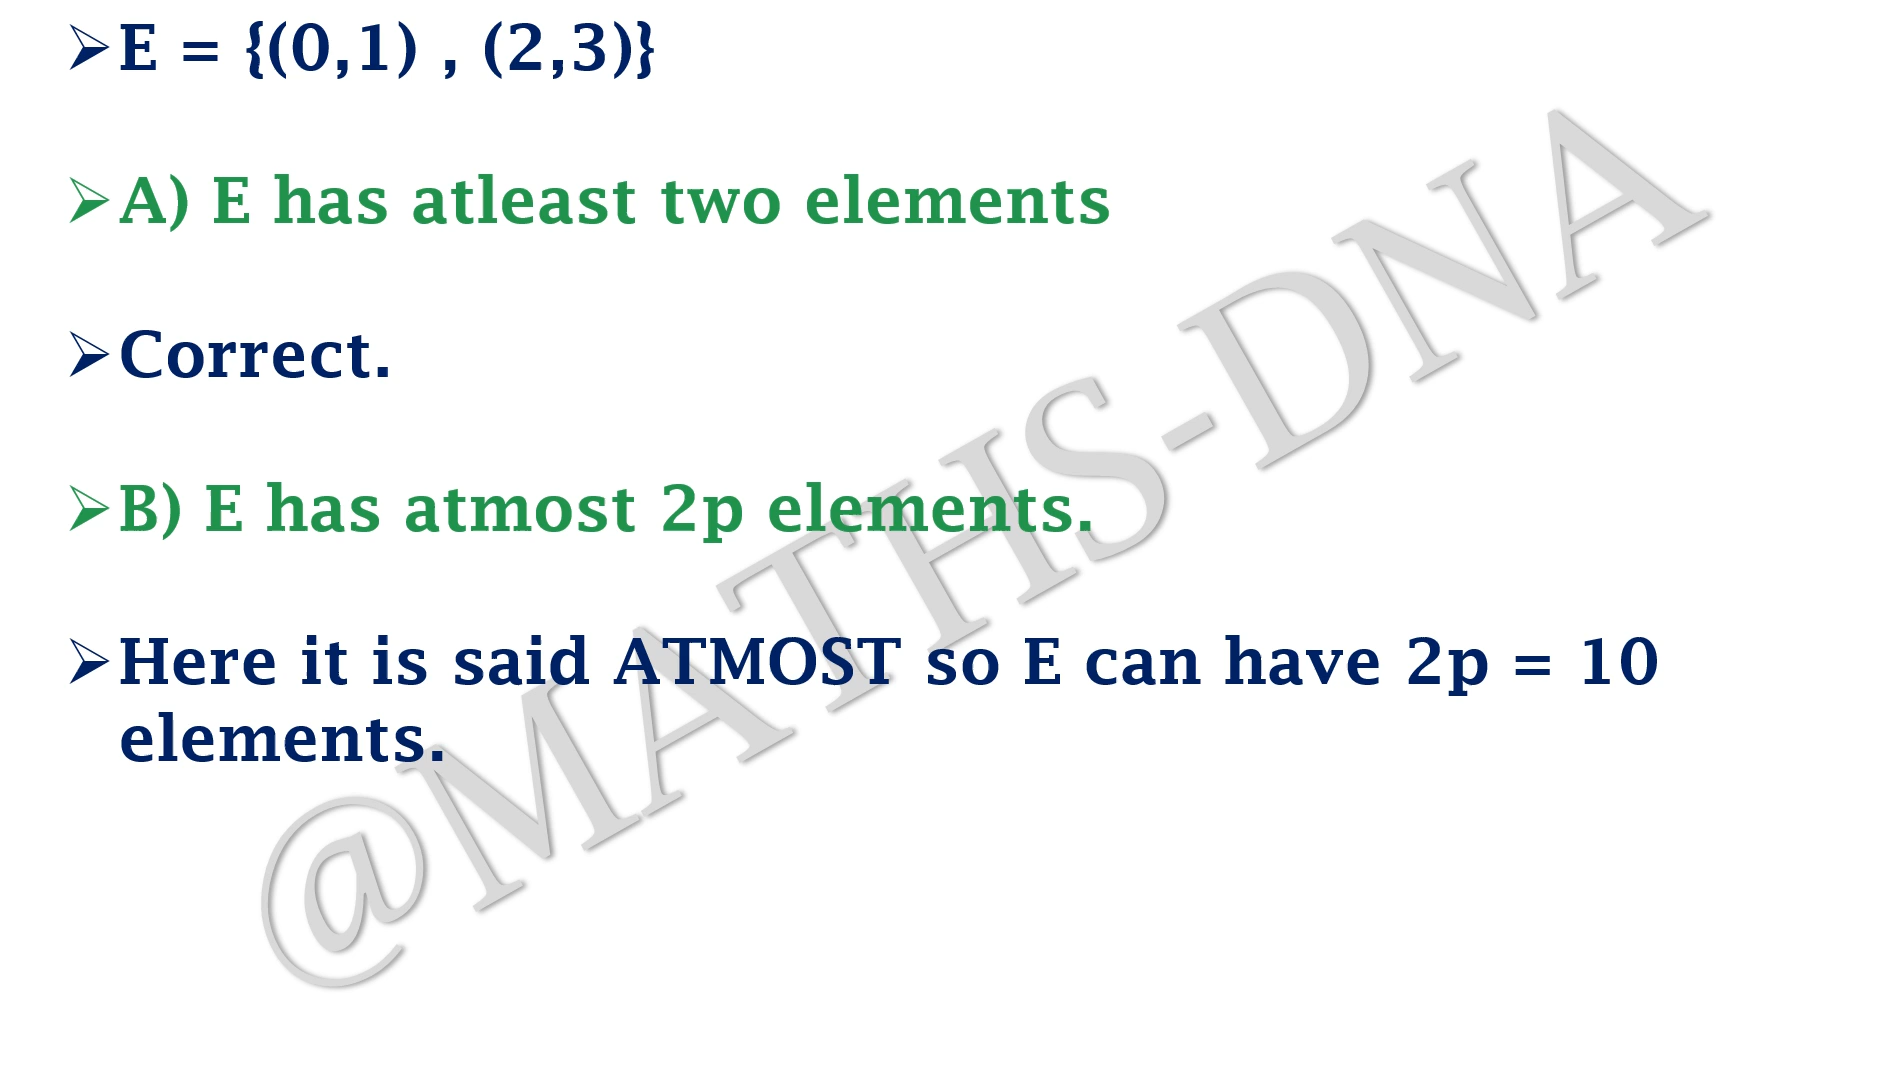 E = {(0,1) , (2,3)}
A) E has atleast two elements
Correct.
B) E has atmost 2p elements.
Here it is said ATMOST so E can have 2p = 10
elements.
@MATHS-DNA